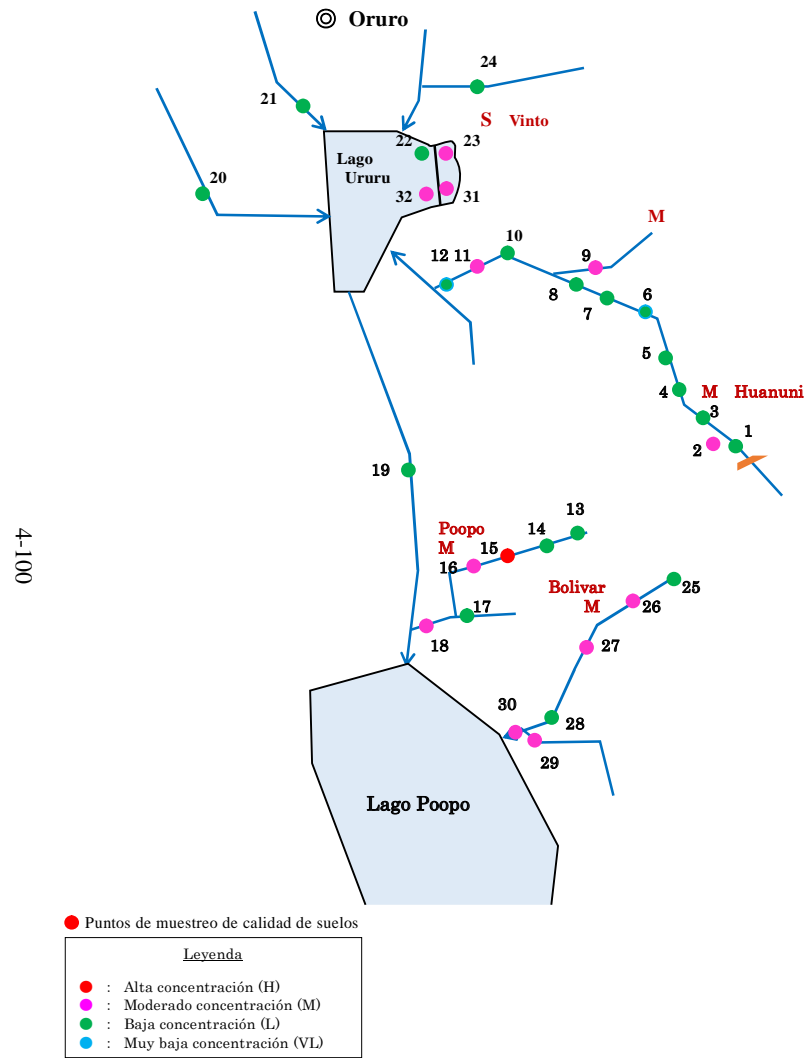 Oruro
24
21
S Vinto
22
23
Lago
Ururu
20
32
31
M
10
12
11
9
8
7
6
5
4
M Huanuni
3
1
2
19
4-100
13
Poopo
M
14
15
16
Bolivar
M
25
26
17
18
27
30
28
29
Lago Poopo
Puntos de muestreo de calidad de suelos
Leyenda
: Alta concentración (H)
: Moderado concentración (M)
: Baja concentración (L)
: Muy baja concentración (VL)